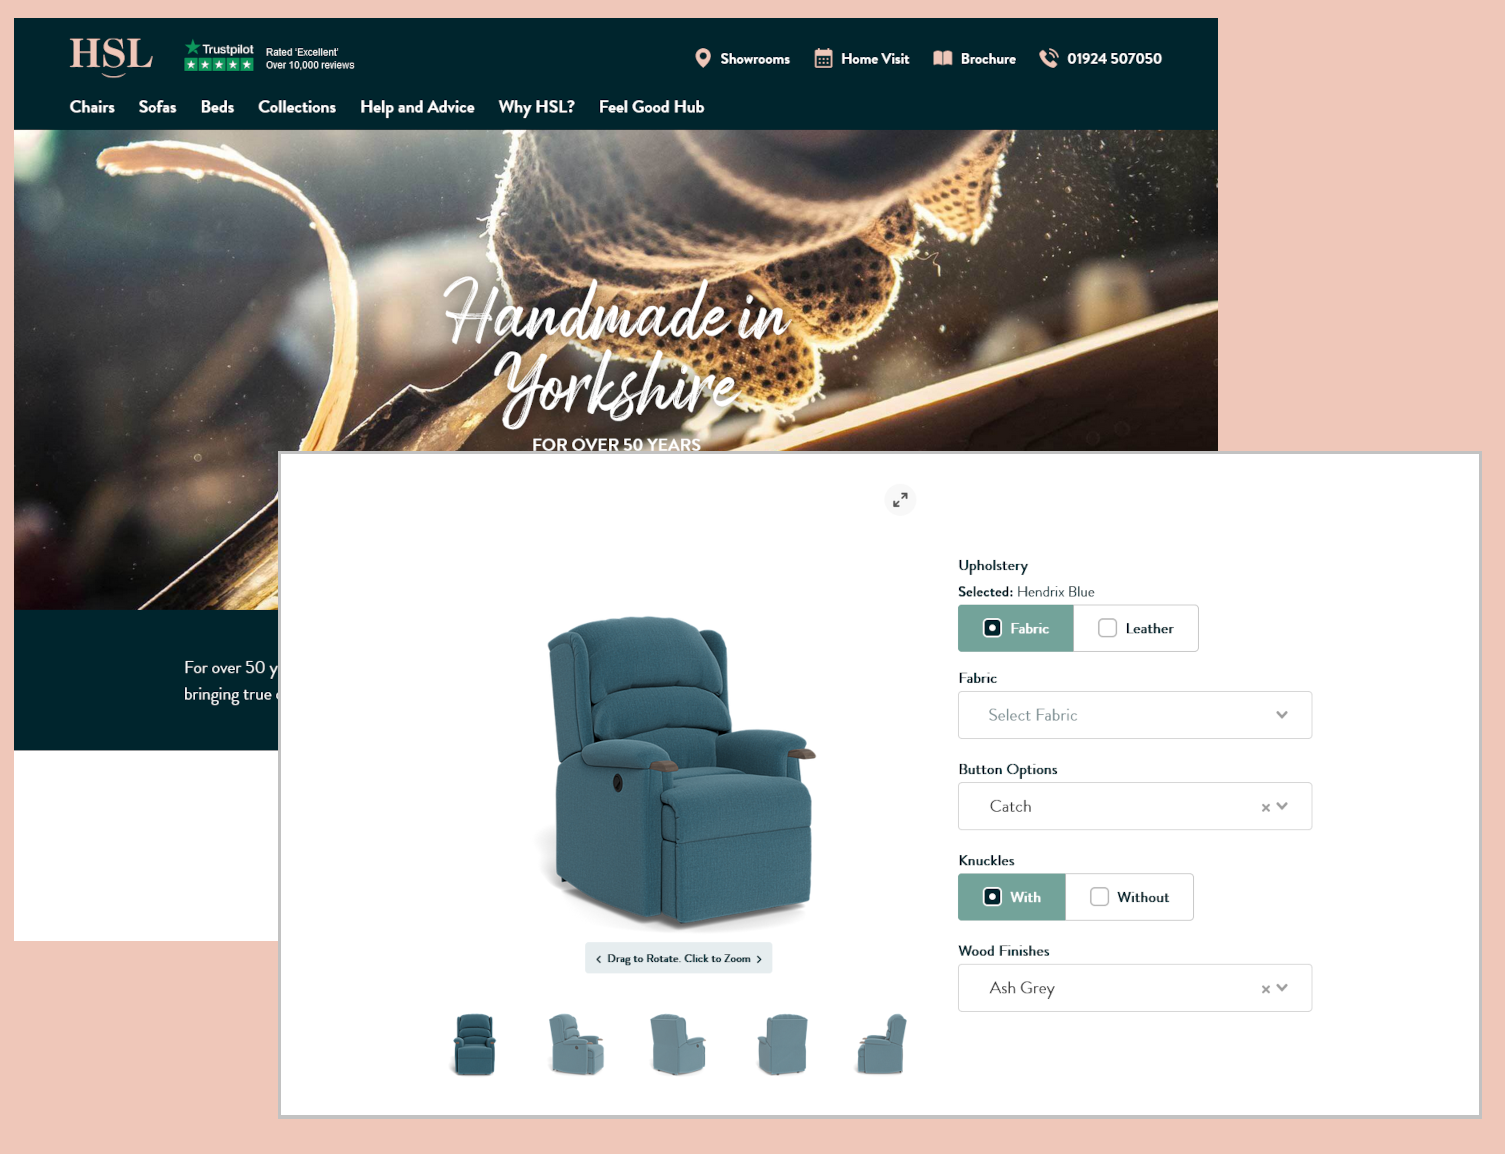 HSL
Trustpilot
Rated 'Excellent'
Over 10,000 reviews
Showrooms
Home Visit
Brochure
01924 507050
Chairs
Sofas
Beds
Collections
Help and Advice
Why HSL?
Feel Good Hub
Handmade in
Yorkshire
FOR OVER 50 YEARS
For over 50 y
bringing true
Upholstery
Selected: Hendrix Blue
Fabric
Leather
Fabric
Select Fabric
Button Options
Catch
Knuckles
With
Without
Wood Finishes
Ash Grey
Drag to Rotate. Click to Zoom